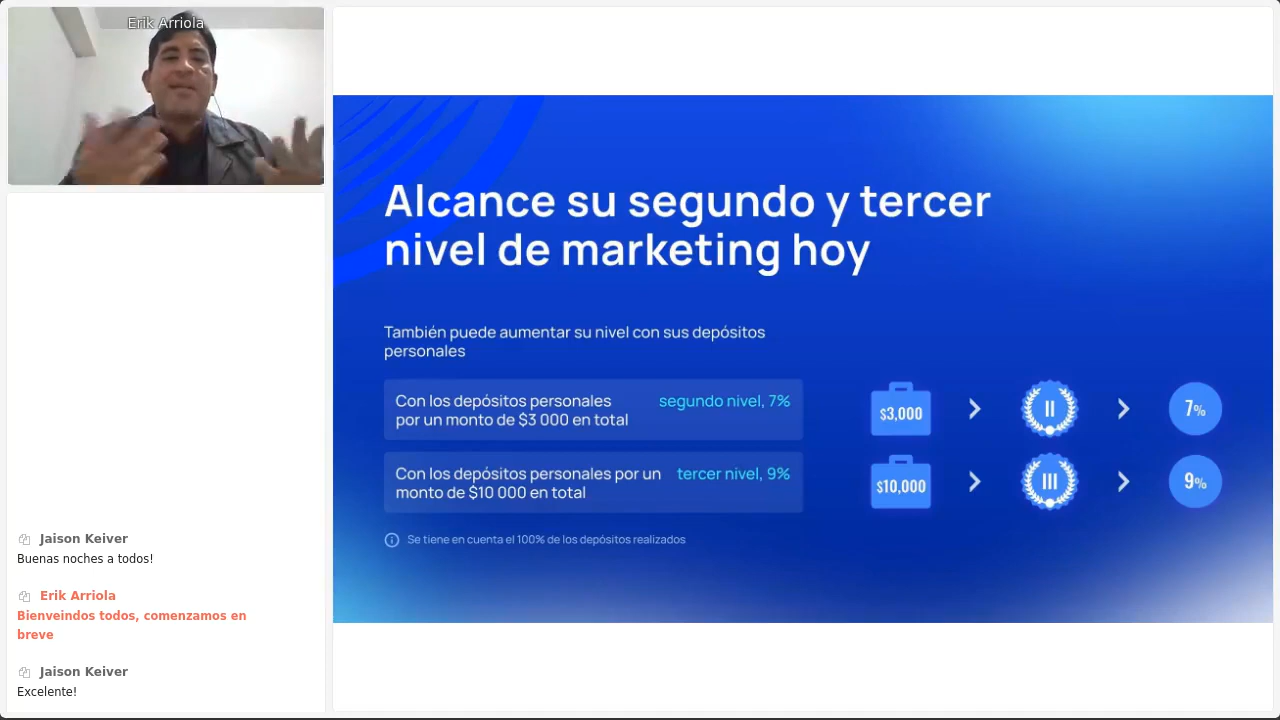 Erik Arriola
Jaison Keiver
Buenas noches a todos!
Erik Arriola
Bienveindos todos, comenzamos en
breve
Jaison Keiver
Excelente!
Alcance su segundo y tercer
nivel de marketing hoy
También puede aumentar su nivel con sus depósitos
personales
Con los depósitos personales
por un monto de $3 000 en total
segundo nivel, 7%
$3,000
II
7%
Con los depósitos personales por un
monto de $10 000 en total
tercer nivel, 9%
$10,000
III
9%
Se tiene en cuenta el 100% de los depósitos realizados